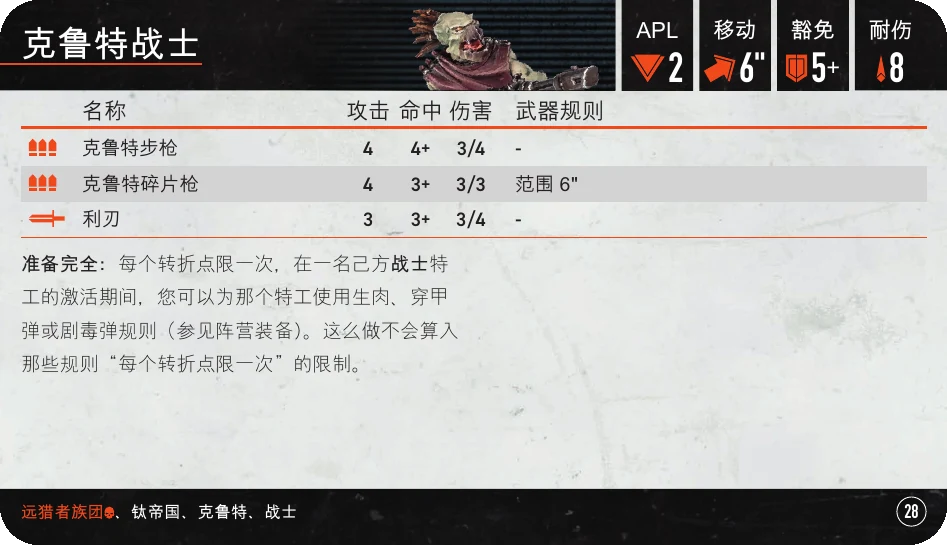 克鲁特战士
APL 移动 豁免 耐伤
2 6" 5+ 8
名称 攻击 命中 伤害 武器规则
克鲁特步枪 4 4+ 3/4 -
克鲁特碎片枪 4 3+ 3/3 范围 6"
利刃 3 3+ 3/4 -
准备完全：每个转折点限一次，在一名己方战士特
工的激活期间，您可以为那个特工使用生肉、穿甲
弹或剧毒弹规则（参见阵营装备）。这么做不会算入
那些规则“每个转折点限一次”的限制。
远猎者族团、钛帝国、克鲁特、战士
28